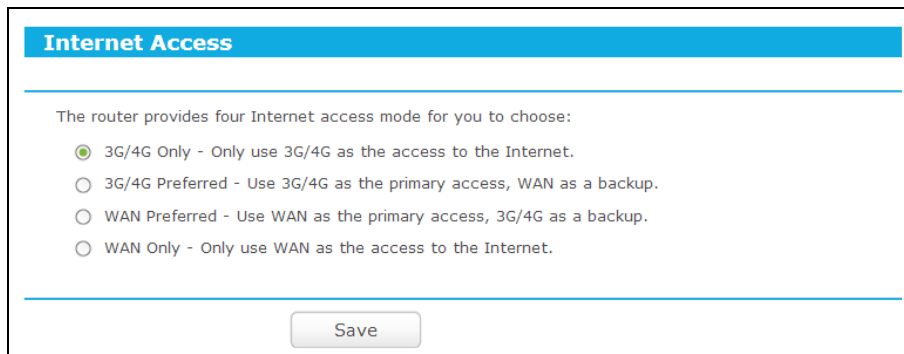 Internet Access
The router provides four Internet access mode for you to choose:
3G/4G Only - Only use 3G/4G as the access to the Internet.
3G/4G Preferred - Use 3G/4G as the primary access, WAN as a backup.
WAN Preferred - Use WAN as the primary access, 3G/4G as a backup.
WAN Only - Only use WAN as the access to the Internet.
Save